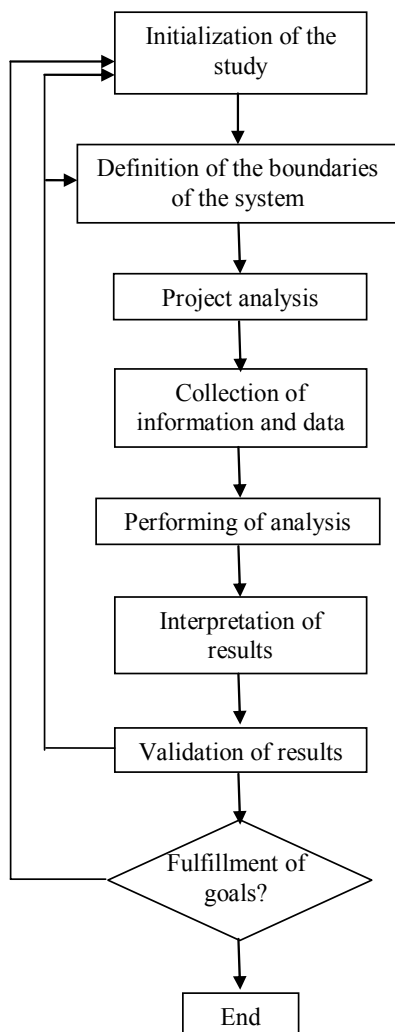 Initialization of the
study
Definition of the boundaries
of the system
Project analysis
Collection of
information and data
Performing of analysis
Interpretation of
results
Validation of results
Fulfillment of
goals?
End